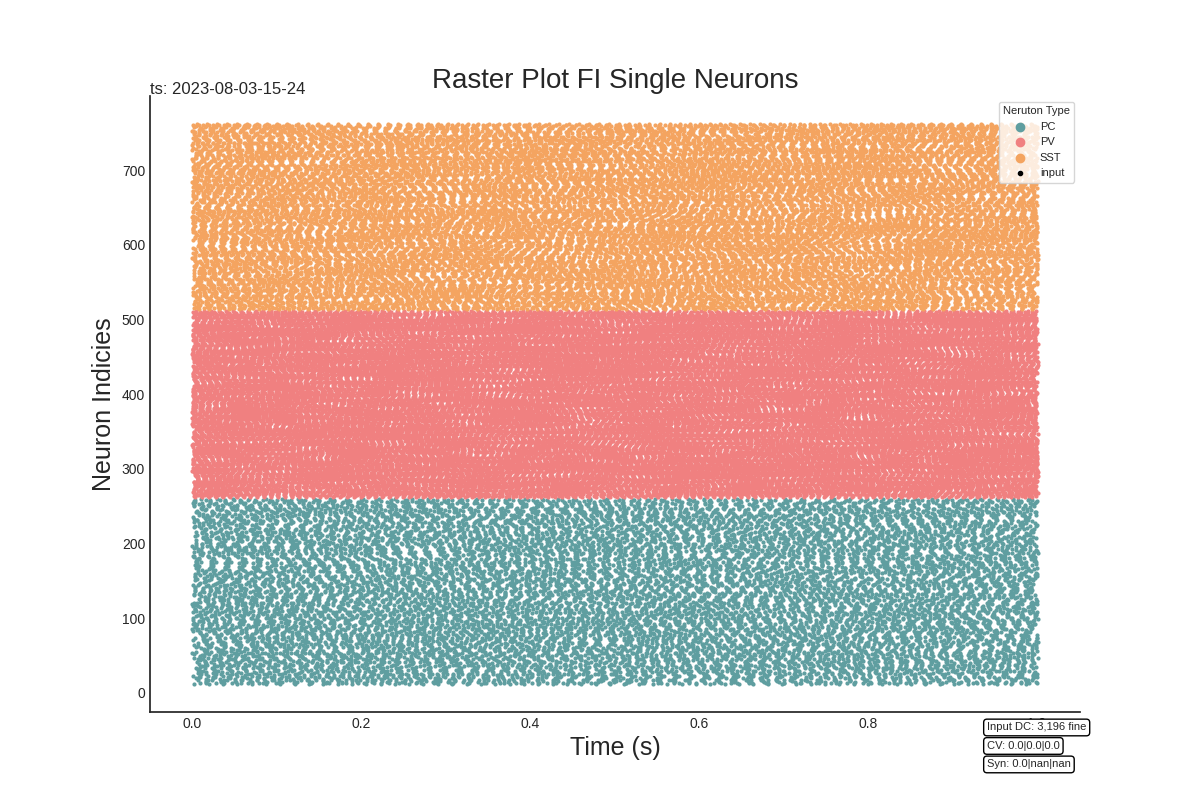 Raster Plot FI Single Neurons
ts: 2023-08-03-15-24
Neruton Type
PC
PV
SST
input
Neuron Indicies
700
600
500
400
300
200
100
0
0.0 0.2 0.4 0.6 0.8
Time (s)
Input DC: 3,196 fine
CV: 0.0|0.0|0.0
Syn: 0.0|nan|nan